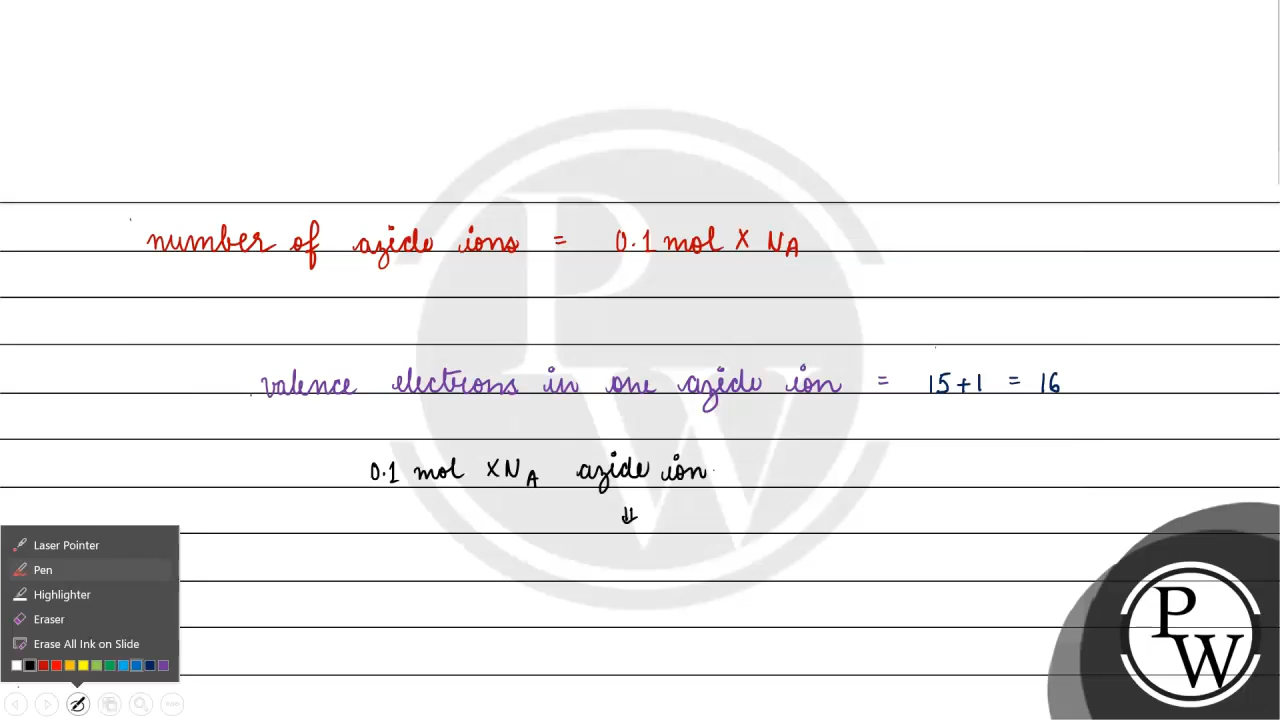 number of azide ions = 0.1 mol X NA
valence electrons in one azide ion = 15+1 = 16
0.1 mol X NA azide ion
⇓
Laser Pointer
Pen
Highlighter
Eraser
Erase All Ink on Slide
P
W
P
W